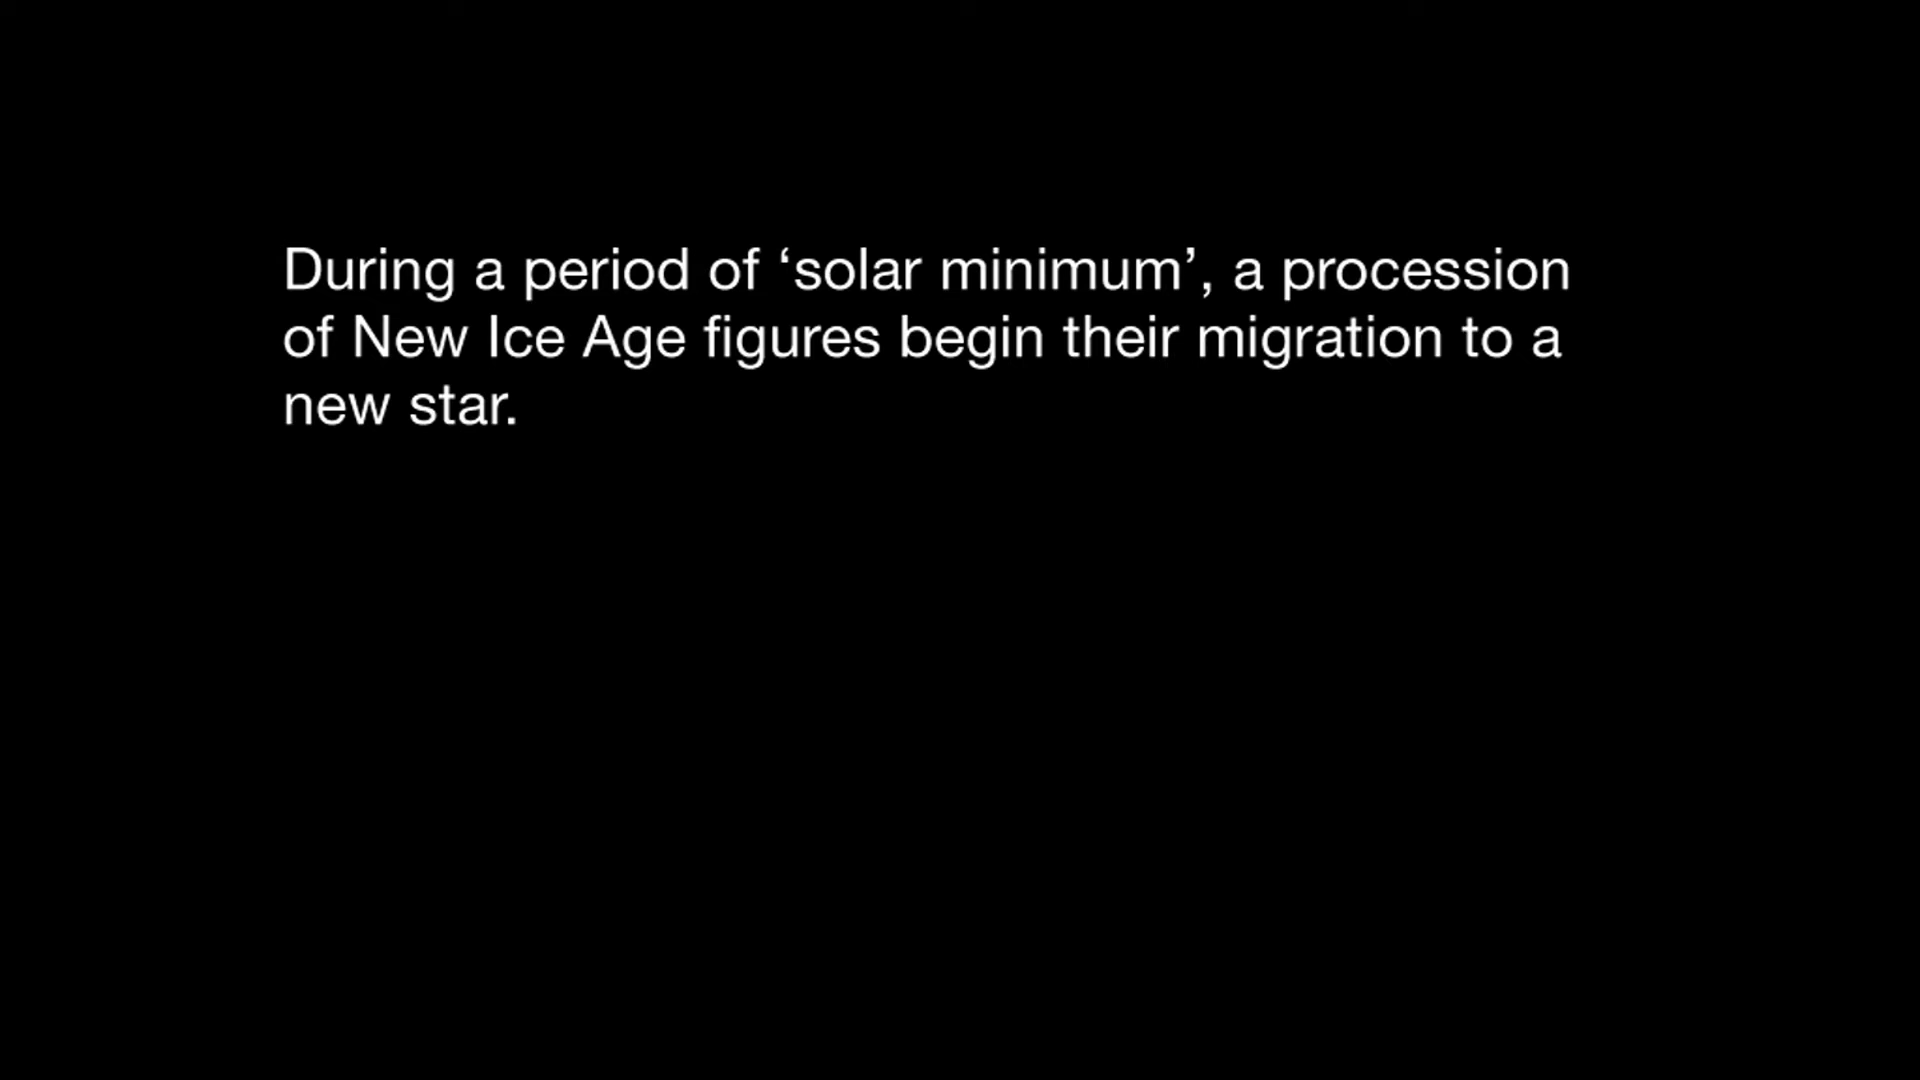 During a period of ‘solar minimum’, a procession
of New Ice Age figures begin their migration to a
new star.